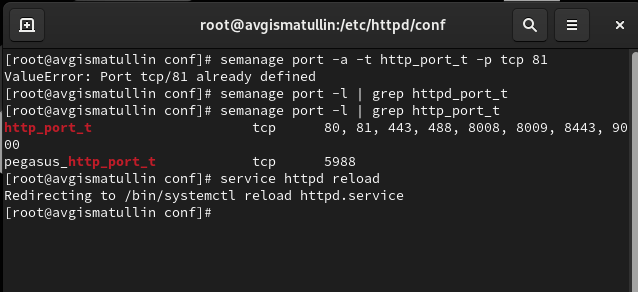 root@avgismatullin:/etc/httpd/conf
[root@avgismatullin conf]# semanage port -a -t http_port_t -p tcp 81
ValueError: Port tcp/81 already defined
[root@avgismatullin conf]# semanage port -l | grep httpd_port_t
[root@avgismatullin conf]# semanage port -l | grep http_port_t
http_port_t                    tcp      80, 81, 443, 488, 8008, 8009, 8443, 90
00
pegasus_http_port_t            tcp      5988
[root@avgismatullin conf]# service httpd reload
Redirecting to /bin/systemctl reload httpd.service
[root@avgismatullin conf]#